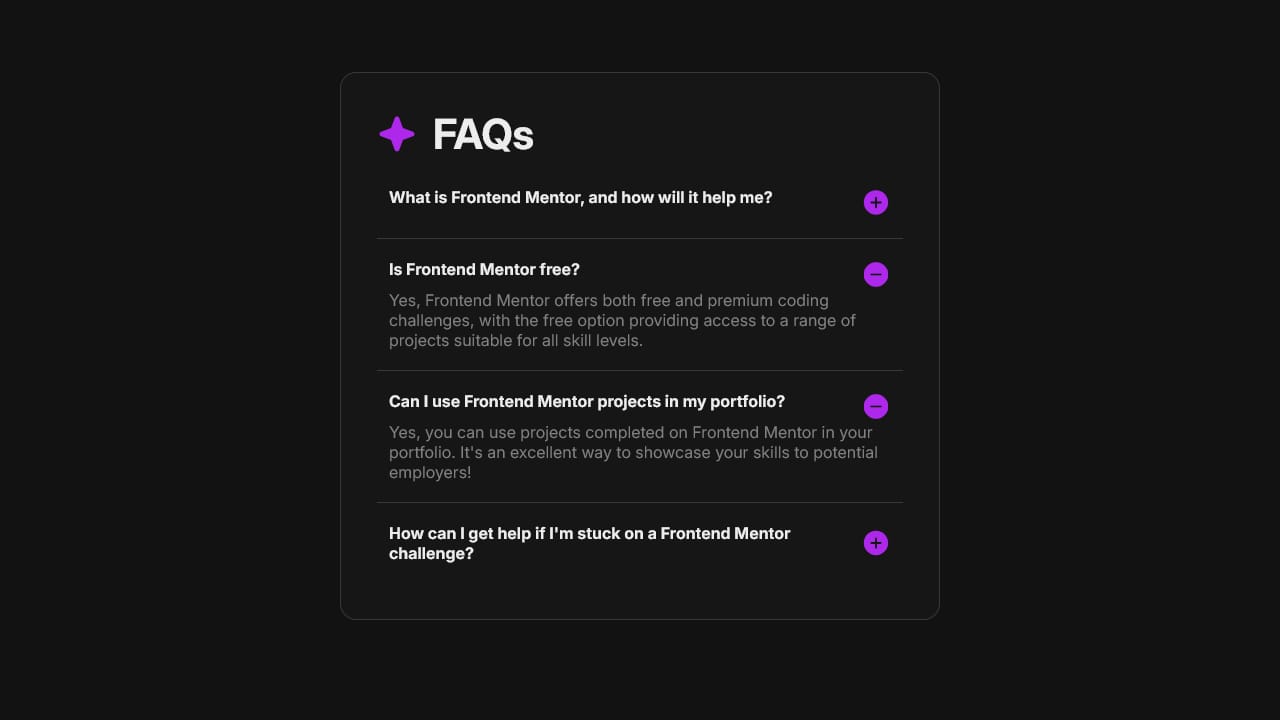 FAQs
What is Frontend Mentor, and how will it help me?
Is Frontend Mentor free?
Yes, Frontend Mentor offers both free and premium coding
challenges, with the free option providing access to a range of
projects suitable for all skill levels.
Can I use Frontend Mentor projects in my portfolio?
Yes, you can use projects completed on Frontend Mentor in your
portfolio. It's an excellent way to showcase your skills to potential
employers!
How can I get help if I'm stuck on a Frontend Mentor
challenge?